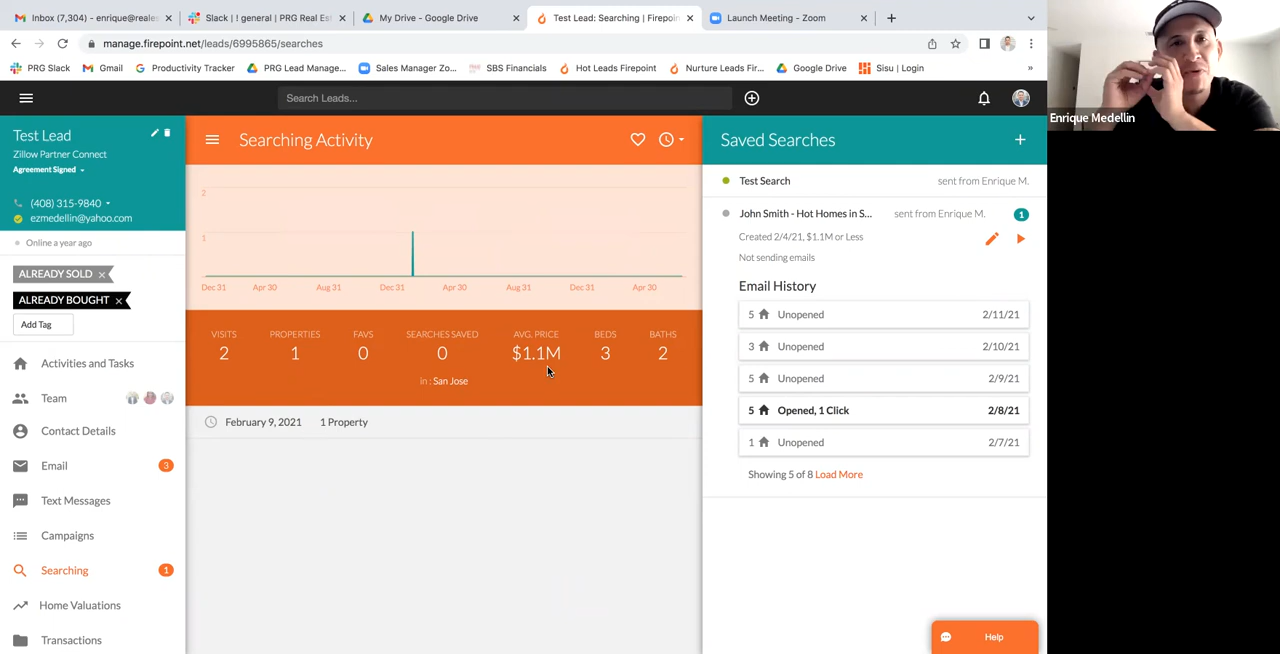 Inbox (7,304) - enrique@reales
Slack | ! general | PRG Real Est
My Drive - Google Drive
Test Lead: Searching | Firepoin
Launch Meeting - Zoom
manage.firepoint.net/leads/6995865/searches
PRG Slack
Gmail
Productivity Tracker
PRG Lead Manage...
Sales Manager Zo...
SBS Financials
Hot Leads Firepoint
Nurture Leads Fir...
Google Drive
Sisu | Login
»
Search Leads...
Test Lead
Zillow Partner Connect
Agreement Signed
(408) 315-9840
ezmedellin@yahoo.com
Online a year ago
ALREADY SOLD
ALREADY BOUGHT
Add Tag
Activities and Tasks
Team
Contact Details
Email 3
Text Messages
Campaigns
Searching 1
Home Valuations
Transactions
Searching Activity
2
1
Dec 31 Apr 30 Aug 31 Dec 31 Apr 30 Aug 31 Dec 31 Apr 30
VISITS PROPERTIES FAVS SEARCHES SAVED AVG. PRICE BEDS BATHS
2 1 0 0 $1.1M 3 2
in : San Jose
February 9, 2021 1 Property
Saved Searches
Test Search sent from Enrique M.
John Smith - Hot Homes in S... sent from Enrique M. 1
Created 2/4/21, $1.1M or Less
Not sending emails
Email History
5 Unopened 2/11/21
3 Unopened 2/10/21
5 Unopened 2/9/21
5 Opened, 1 Click 2/8/21
1 Unopened 2/7/21
Showing 5 of 8 Load More
Help
Enrique Medellin